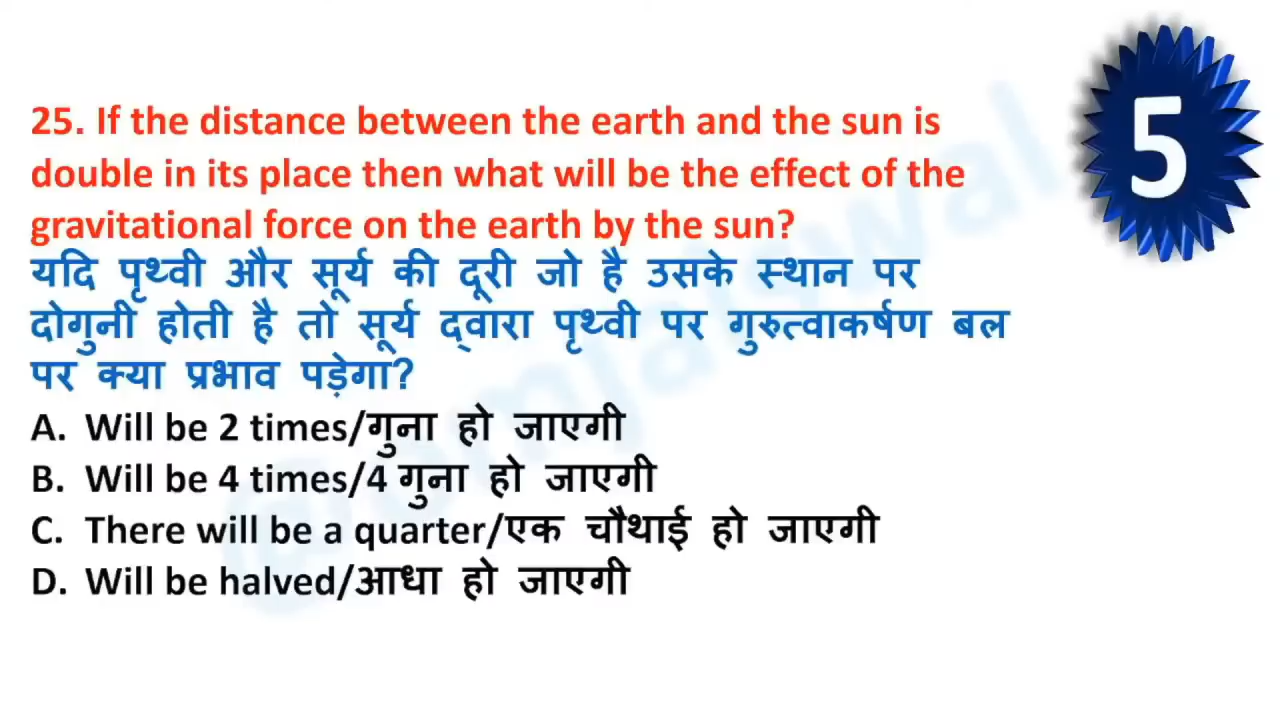 25. If the distance between the earth and the sun is
double in its place then what will be the effect of the
gravitational force on the earth by the sun?
यदि पृथ्वी और सूर्य की दूरी जो है उसके स्थान पर
दोगुनी होती है तो सूर्य द्वारा पृथ्वी पर गुरुत्वाकर्षण बल
पर क्या प्रभाव पड़ेगा?
A. Will be 2 times/गुना हो जाएगी
B. Will be 4 times/4 गुना हो जाएगी
C. There will be a quarter/एक चौथाई हो जाएगी
D. Will be halved/आधा हो जाएगी
5